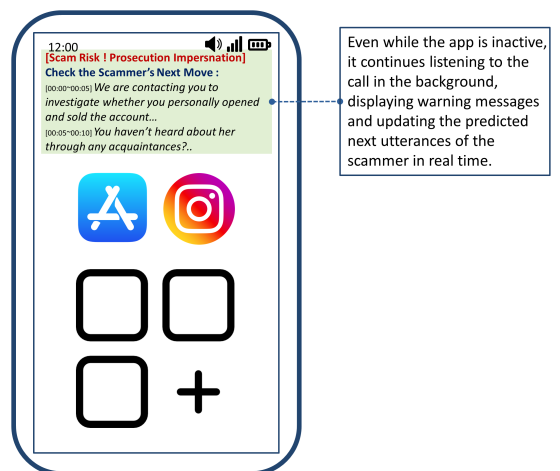 12:00
[Scam Risk ! Prosecution Impersnation]
Check the Scammer's Next Move :
[00:00~00:05] We are contacting you to
investigate whether you personally opened
and sold the account...
[00:05~00:10] You haven't heard about her
through any acquaintances?..
Even while the app is inactive,
it continues listening to the
call in the background,
displaying warning messages
and updating the predicted
next utterances of the
scammer in real time.